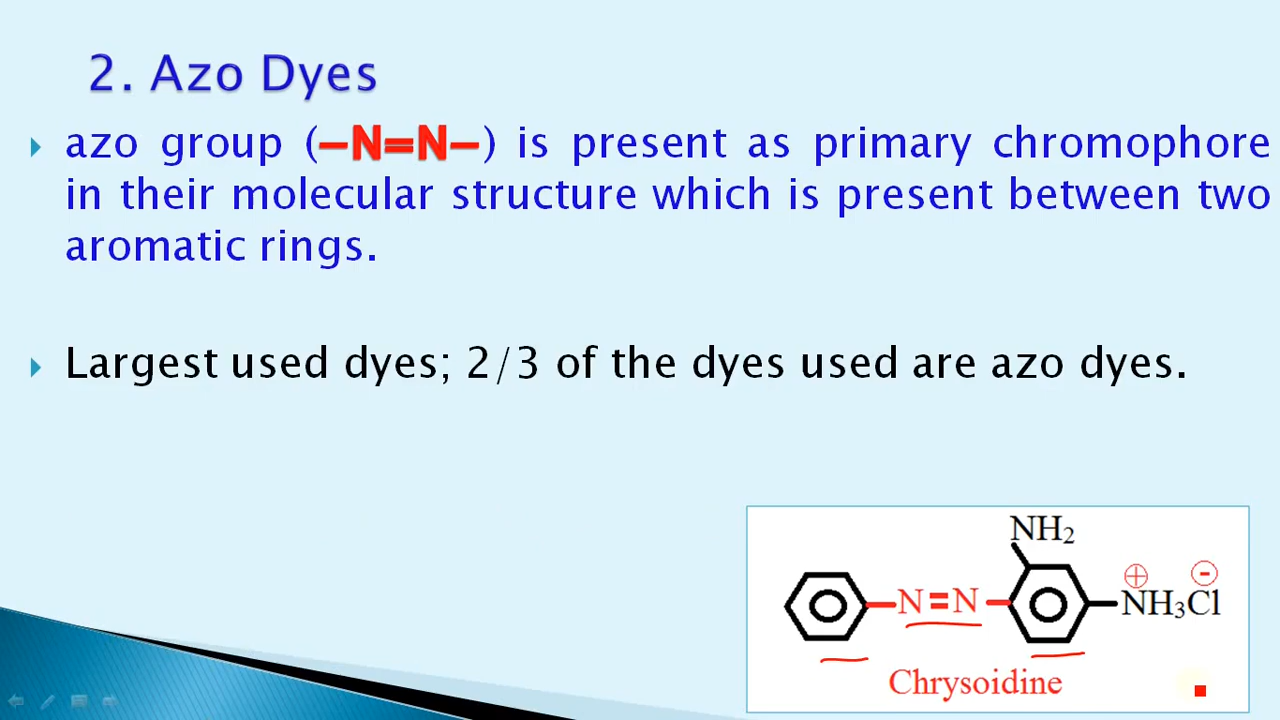 2. Azo Dyes
azo group (–N=N–) is present as primary chromophore
in their molecular structure which is present between two
aromatic rings.
Largest used dyes; 2/3 of the dyes used are azo dyes.
NH₂
N=N
⊕ ⊖
NH₃Cl
Chrysoidine